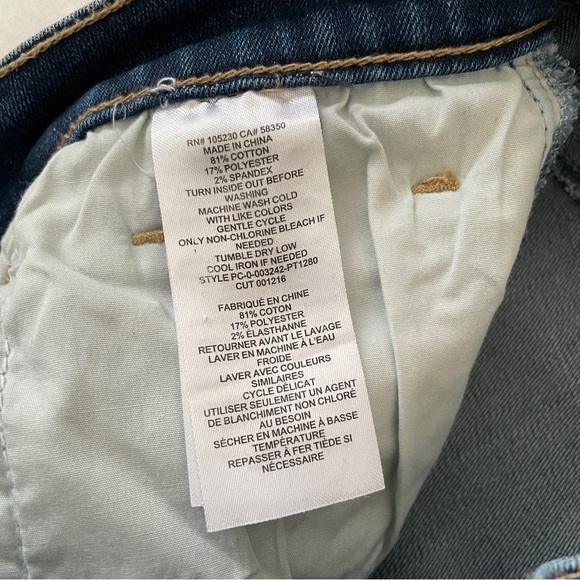 RN# 105230 CA# 58350
MADE IN CHINA
81% COTTON
17% POLYESTER
2% SPANDEX
TURN INSIDE OUT BEFORE
WASHING
MACHINE WASH COLD
WITH LIKE COLORS
GENTLE CYCLE
ONLY NON-CHLORINE BLEACH IF
NEEDED
TUMBLE DRY LOW
COOL IRON IF NEEDED
STYLE PC-0-003242-PT1280
CUT 001216
FABRIQUÉ EN CHINE
81% COTON
17% POLYESTER
2% ÉLASTHANNE
RETOURNER AVANT LE LAVAGE
LAVER EN MACHINE À L'EAU
FROIDE
LAVER AVEC COULEURS
SIMILAIRES
CYCLE DÉLICAT
UTILISER SEULEMENT UN AGENT
DE BLANCHIMENT NON CHLORÉ
AU BESOIN
SÉCHER EN MACHINE À BASSE
TEMPÉRATURE
REPASSER À FER TIÈDE SI
NÉCESSAIRE